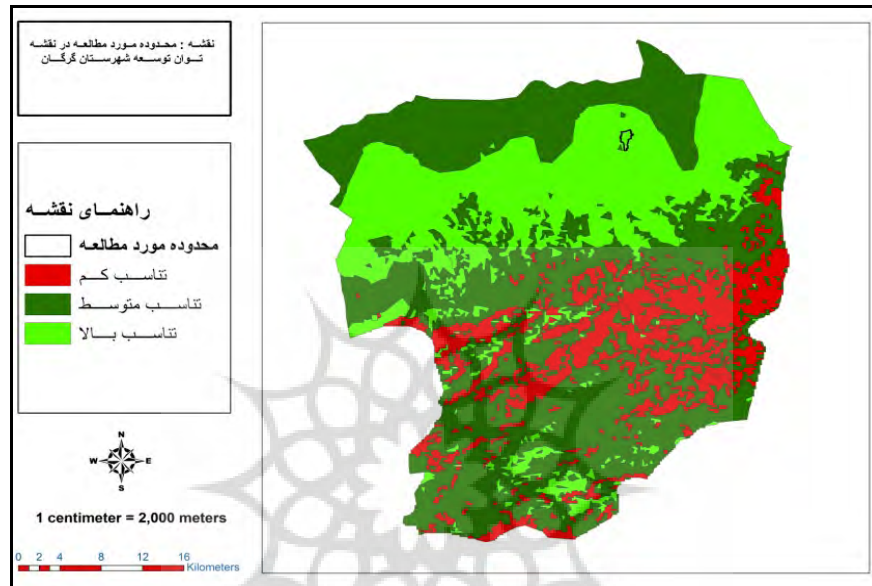 نقشه : محدوده مورد مطالعه در نقشه
توان توسعه شهرستان گرگان
راهنمای نقشه
محدوده مورد مطالعه
تناسب کم
تناسب متوسط
تناسب بالا
N
W E
S
1 centimeter = 2,000 meters
0 2 4 8 12 16
Kilometers